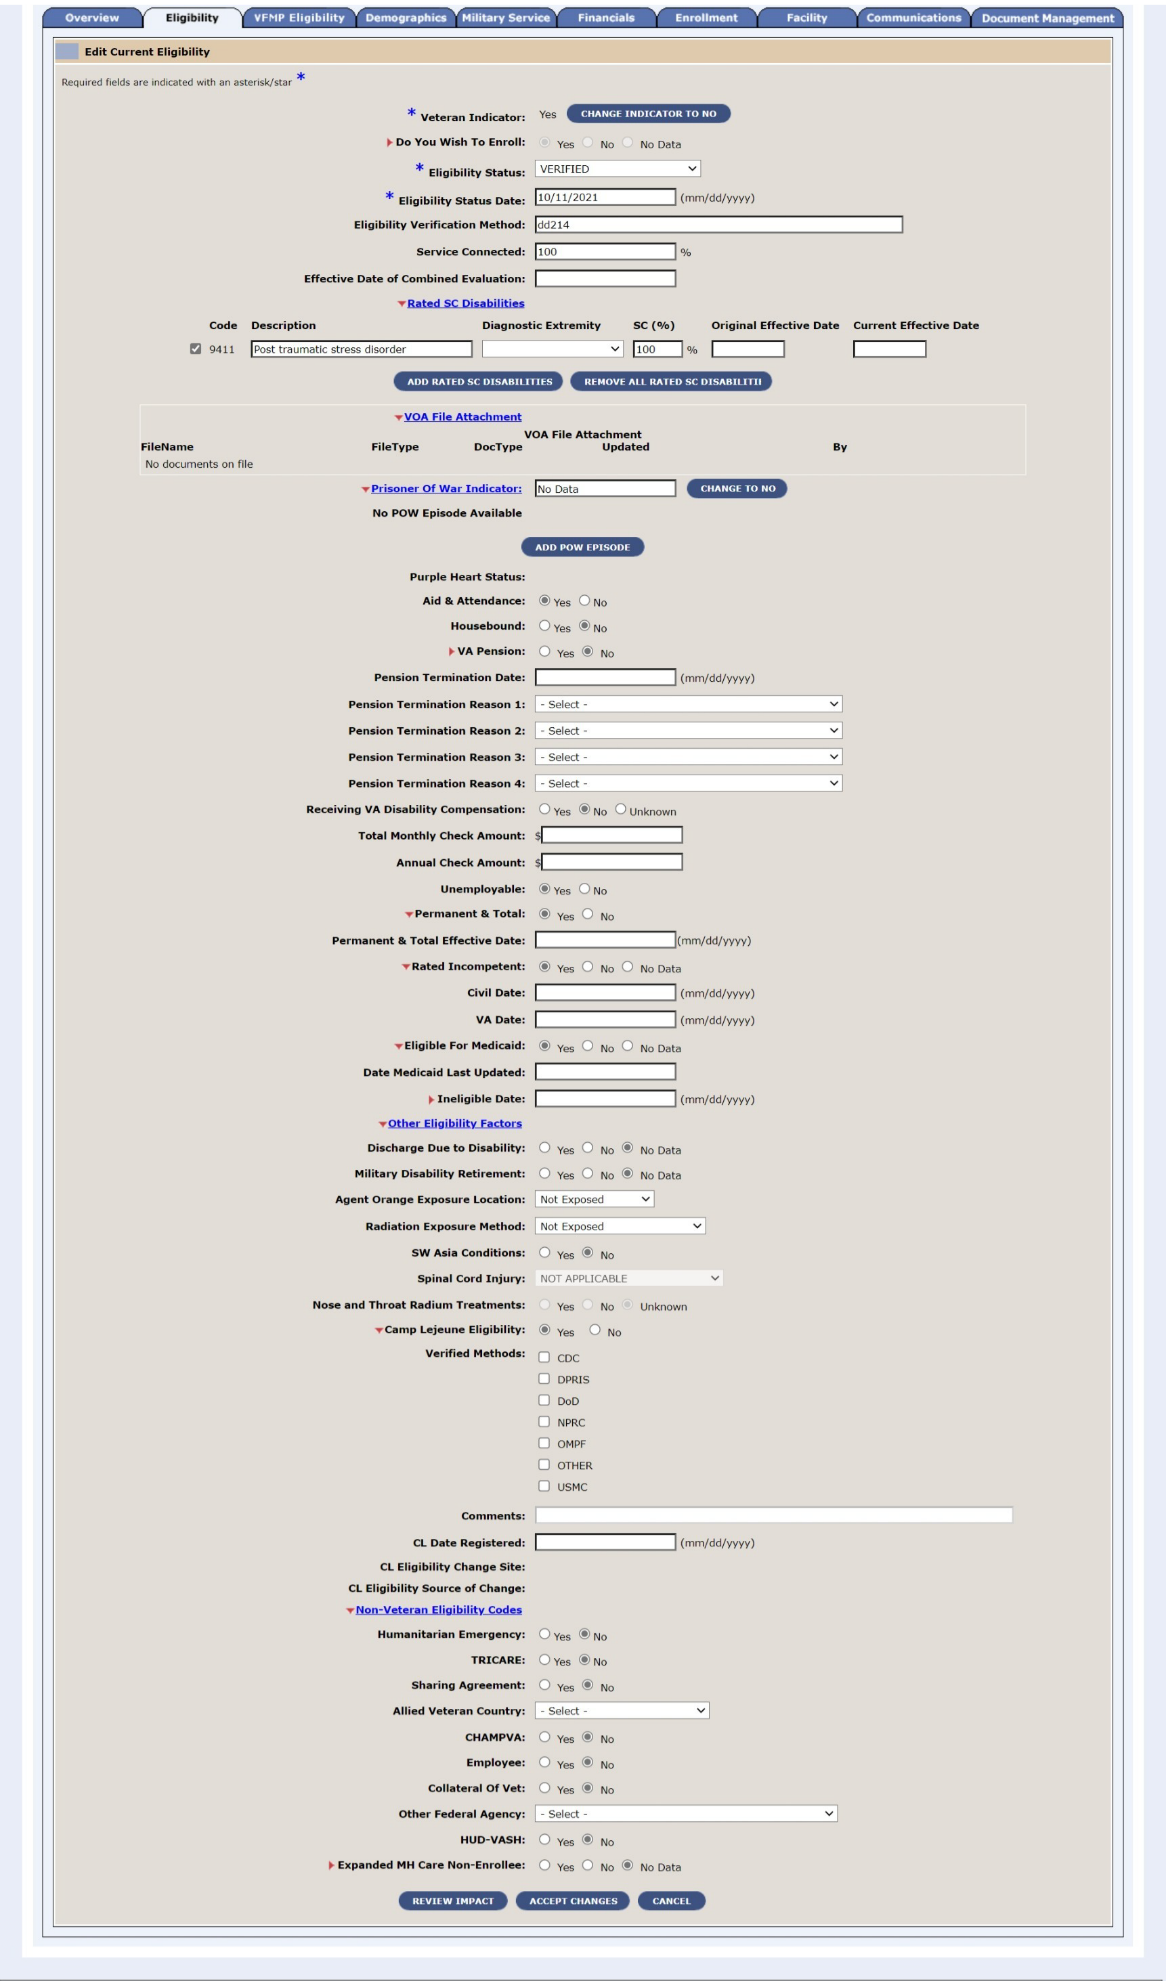 Overview Eligibility VFMP Eligibility Demographics Military Service Financials Enrollment Facility Communications Document Management
Edit Current Eligibility
Required fields are indicated with an asterisk/star *
* Veteran Indicator: Yes CHANGE INDICATOR TO NO
Do You Wish To Enroll: Yes No No Data
* Eligibility Status: VERIFIED
* Eligibility Status Date: 10/11/2021 (mm/dd/yyyy)
Eligibility Verification Method: dd214
Service Connected: 100 %
Effective Date of Combined Evaluation:
Rated SC Disabilities
Code Description Diagnostic Extremity SC (%) Original Effective Date Current Effective Date
9411 Post traumatic stress disorder 100 %
ADD RATED SC DISABILITIES REMOVE ALL RATED SC DISABILITII
VOA File Attachment
VOA File Attachment
FileName FileType DocType Updated By
No documents on file
Prisoner Of War Indicator: No Data CHANGE TO NO
No POW Episode Available
ADD POW EPISODE
Purple Heart Status:
Aid & Attendance: Yes No
Housebound: Yes No
VA Pension: Yes No
Pension Termination Date: (mm/dd/yyyy)
Pension Termination Reason 1: - Select -
Pension Termination Reason 2: - Select -
Pension Termination Reason 3: - Select -
Pension Termination Reason 4: - Select -
Receiving VA Disability Compensation: Yes No Unknown
Total Monthly Check Amount: $
Annual Check Amount: $
Unemployable: Yes No
Permanent & Total: Yes No
Permanent & Total Effective Date: (mm/dd/yyyy)
Rated Incompetent: Yes No No Data
Civil Date: (mm/dd/yyyy)
VA Date: (mm/dd/yyyy)
Eligible For Medicaid: Yes No No Data
Date Medicaid Last Updated:
Ineligible Date: (mm/dd/yyyy)
Other Eligibility Factors
Discharge Due to Disability: Yes No No Data
Military Disability Retirement: Yes No No Data
Agent Orange Exposure Location: Not Exposed
Radiation Exposure Method: Not Exposed
SW Asia Conditions: Yes No
Spinal Cord Injury: NOT APPLICABLE
Nose and Throat Radium Treatments: Yes No Unknown
Camp Lejeune Eligibility: Yes No
Verified Methods: CDC
DPRIS
DoD
NPRC
OMPF
OTHER
USMC
Comments:
CL Date Registered: (mm/dd/yyyy)
CL Eligibility Change Site:
CL Eligibility Source of Change:
Non-Veteran Eligibility Codes
Humanitarian Emergency: Yes No
TRICARE: Yes No
Sharing Agreement: Yes No
Allied Veteran Country: - Select -
CHAMPVA: Yes No
Employee: Yes No
Collateral Of Vet: Yes No
Other Federal Agency: - Select -
HUD-VASH: Yes No
Expanded MH Care Non-Enrollee: Yes No No Data
REVIEW IMPACT ACCEPT CHANGES CANCEL